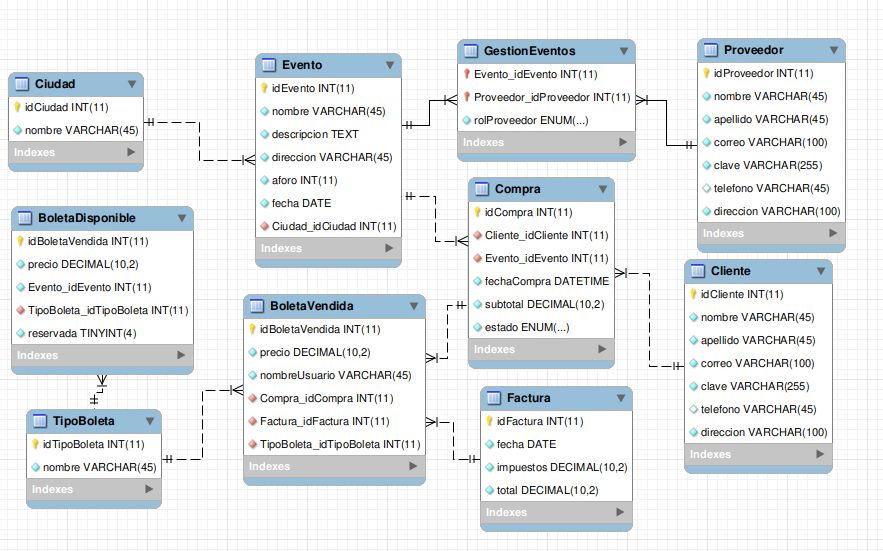 Ciudad
idCiudad INT(11)
nombre VARCHAR(45)
Indexes
Evento
idEvento INT(11)
nombre VARCHAR(45)
descripcion TEXT
direccion VARCHAR(45)
aforo INT(11)
fecha DATE
Ciudad_idCiudad INT(11)
Indexes
GestionEventos
Evento_idEvento INT(11)
Proveedor_idProveedor INT(11)
rolProveedor ENUM(...)
Indexes
Proveedor
idProveedor INT(11)
nombre VARCHAR(45)
apellido VARCHAR(45)
correo VARCHAR(100)
clave VARCHAR(255)
telefono VARCHAR(45)
direccion VARCHAR(100)
Indexes
BoletaDisponible
idBoletaVendida INT(11)
precio DECIMAL(10,2)
Evento_idEvento INT(11)
TipoBoleta_idTipoBoleta INT(11)
reservada TINYINT(4)
Indexes
Compra
idCompra INT(11)
Cliente_idCliente INT(11)
Evento_idEvento INT(11)
fechaCompra DATETIME
subtotal DECIMAL(10,2)
estado ENUM(...)
Indexes
Cliente
idCliente INT(11)
nombre VARCHAR(45)
apellido VARCHAR(45)
correo VARCHAR(100)
clave VARCHAR(255)
telefono VARCHAR(45)
direccion VARCHAR(100)
Indexes
BoletaVendida
idBoletaVendida INT(11)
precio DECIMAL(10,2)
nombreUsuario VARCHAR(45)
Compra_idCompra INT(11)
Factura_idFactura INT(11)
TipoBoleta_idTipoBoleta INT(11)
Indexes
TipoBoleta
idTipoBoleta INT(11)
nombre VARCHAR(45)
Indexes
Factura
idFactura INT(11)
fecha DATE
impuestos DECIMAL(10,2)
total DECIMAL(10,2)
Indexes